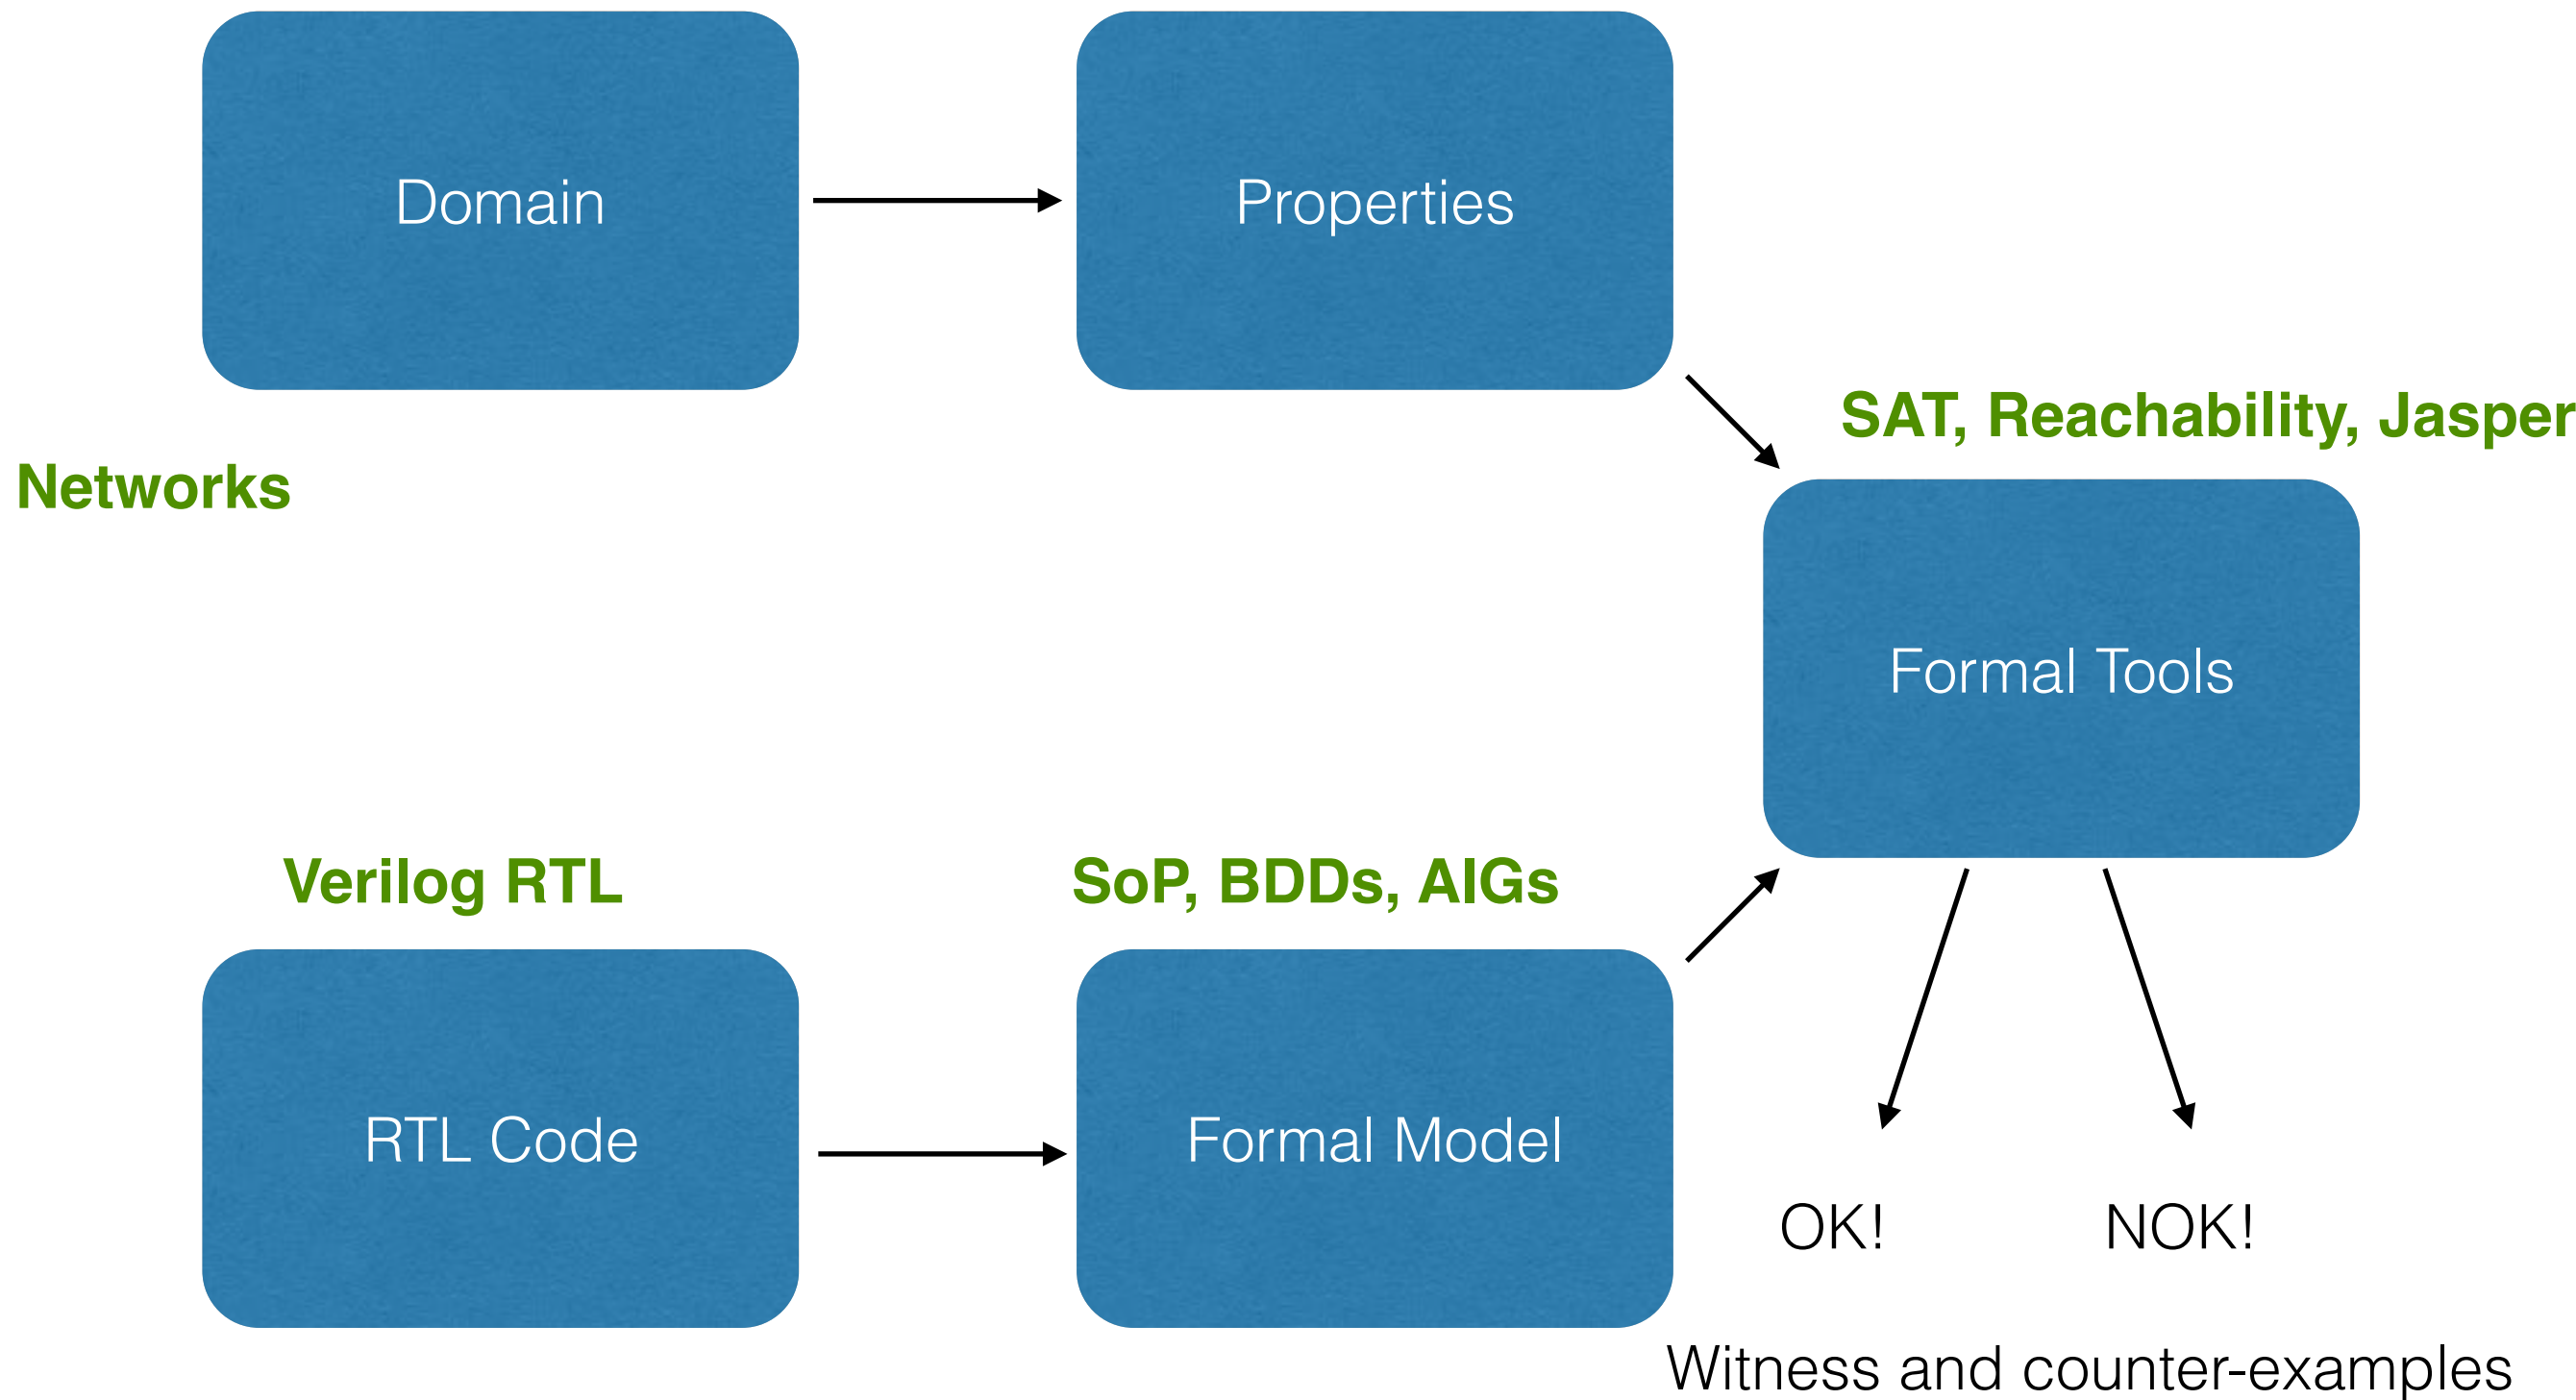 Domain
Properties
SAT, Reachability, Jasper
Networks
Formal Tools
Verilog RTL
SoP, BDDs, AIGs
RTL Code
Formal Model
OK!
NOK!
Witness and counter-examples